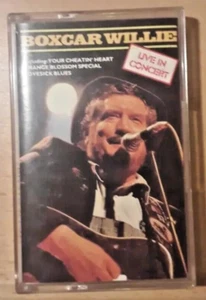 BOXCAR WILLIE
Including YOUR CHEATIN' HEART
ORANGE BLOSSOM SPECIAL
LOVESICK BLUES
LIVE IN
CONCERT